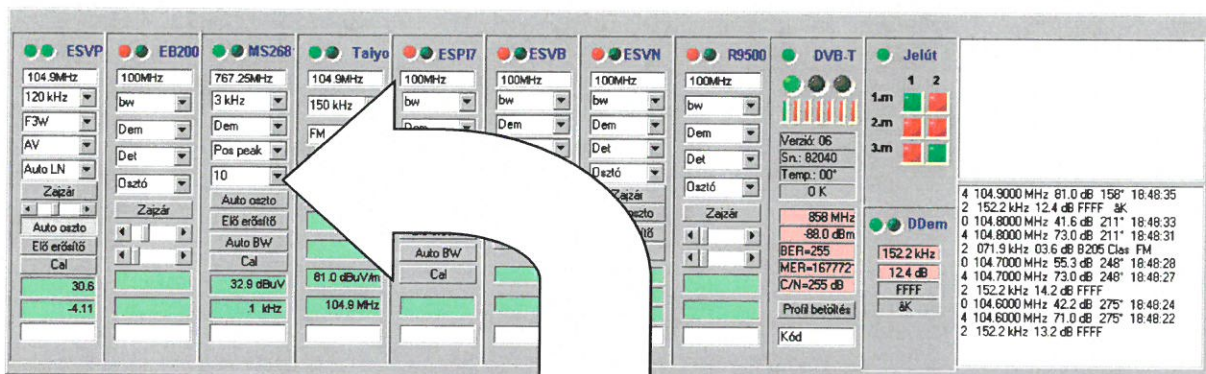 ESVP
104.9MHz
120 kHz
F3W
AV
Auto LN
Zajzár
Auto oszto
Elő erősítő
Cal
30.6
-4.11
EB200
100MHz
bw
Dem
Det
Osztó
Zajzár
MS268
767.25MHz
3 kHz
Dem
Pos peak
10
Auto oszto
Elő erősítő
Auto BW
Cal
32.9 dBuV
.1 kHz
Taiyo
104.9MHz
150 kHz
FM
81.0 dBuV/m
104.9 MHz
ESPI7
100MHz
bw
Dem
Auto BW
Cal
ESVB
100MHz
bw
Dem
ESVN
100MHz
bw
Dem
Det
Osztó
Zajzár
R9500
100MHz
bw
Dem
Det
Osztó
Zajzár
DVB-T
Verzió: 06
Sn.: 82040
Temp.: 00°
0 K
858 MHz
-88.0 dBm
BER=255
MER=167772
C/N=255 dB
Profil betöltés
Kód
Jelút
1 2
1.m
2.m
3.m
DDem
152.2 kHz
12.4 dB
FFFF
äK
4 104.9000 MHz 81.0 dB 158° 18:48:35
2 152.2 kHz 12.4 dB FFFF äK
0 104.8000 MHz 41.6 dB 211° 18:48:33
4 104.8000 MHz 73.0 dB 211° 18:48:31
2 071.9 kHz 03.6 dB B205 Clas FM
0 104.7000 MHz 55.3 dB 248° 18:48:28
4 104.7000 MHz 73.0 dB 248° 18:48:27
2 152.2 kHz 14.2 dB FFFF
0 104.6000 MHz 42.2 dB 275° 18:48:24
4 104.6000 MHz 71.0 dB 275° 18:48:22
2 152.2 kHz 13.2 dB FFFF